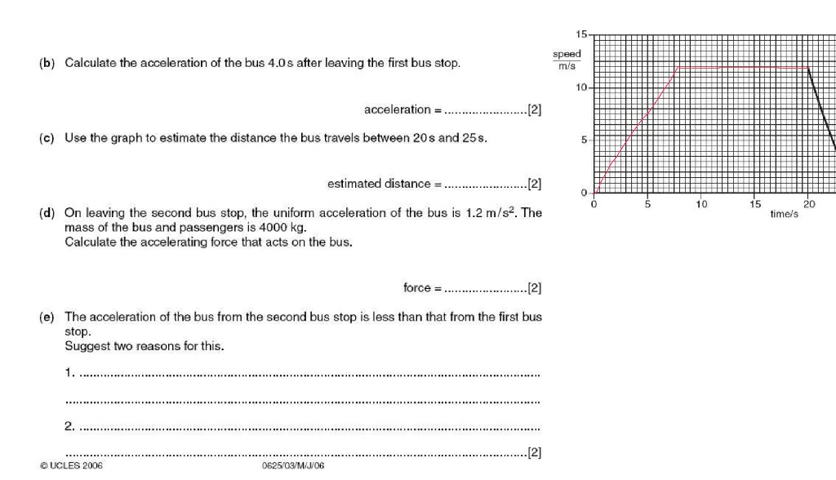 (b) Calculate the acceleration of the bus 4.0 s after leaving the first bus stop.
acceleration = ........................[2]
(c) Use the graph to estimate the distance the bus travels between 20 s and 25 s.
estimated distance = ........................[2]
(d) On leaving the second bus stop, the uniform acceleration of the bus is 1.2 m/s². The
mass of the bus and passengers is 4000 kg.
Calculate the accelerating force that acts on the bus.
force = ........................[2]
(e) The acceleration of the bus from the second bus stop is less than that from the first bus
stop.
Suggest two reasons for this.
1. ........................
2. ........................
........................[2]
© UCLES 2006 0625/03/M/J/06
15
speed
m/s
10
5
0
0 5 10 15 20
time/s